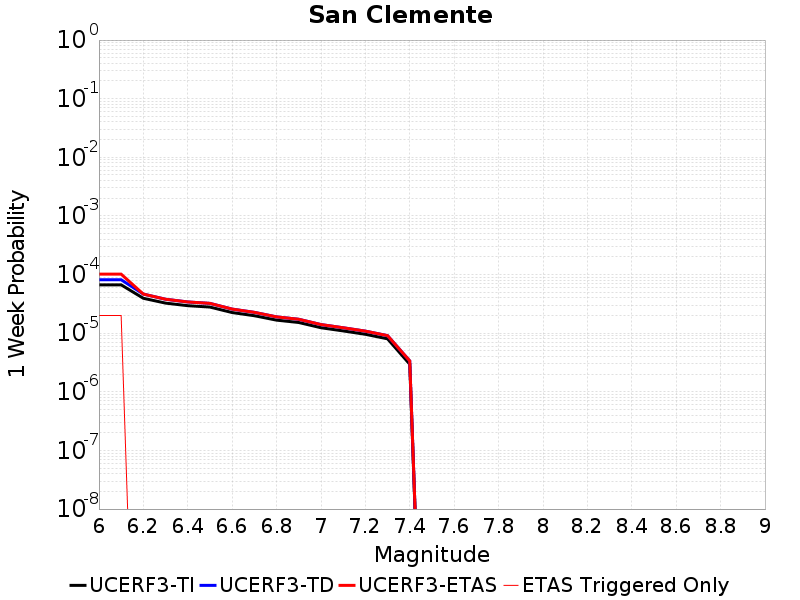 San Clemente
1 Week Probability
10^0
10^-1
10^-2
10^-3
10^-4
10^-5
10^-6
10^-7
10^-8
6 6.2 6.4 6.6 6.8 7 7.2 7.4 7.6 7.8 8 8.2 8.4 8.6 8.8 9
Magnitude
UCERF3-TI UCERF3-TD UCERF3-ETAS ETAS Triggered Only